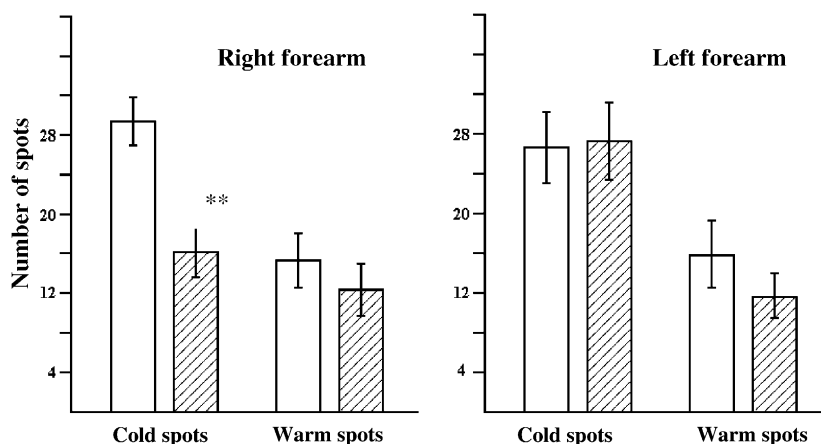 Right forearm
Left forearm
Number of spots
28
20
12
4
28
20
12
4
**
Cold spots
Warm spots
Cold spots
Warm spots